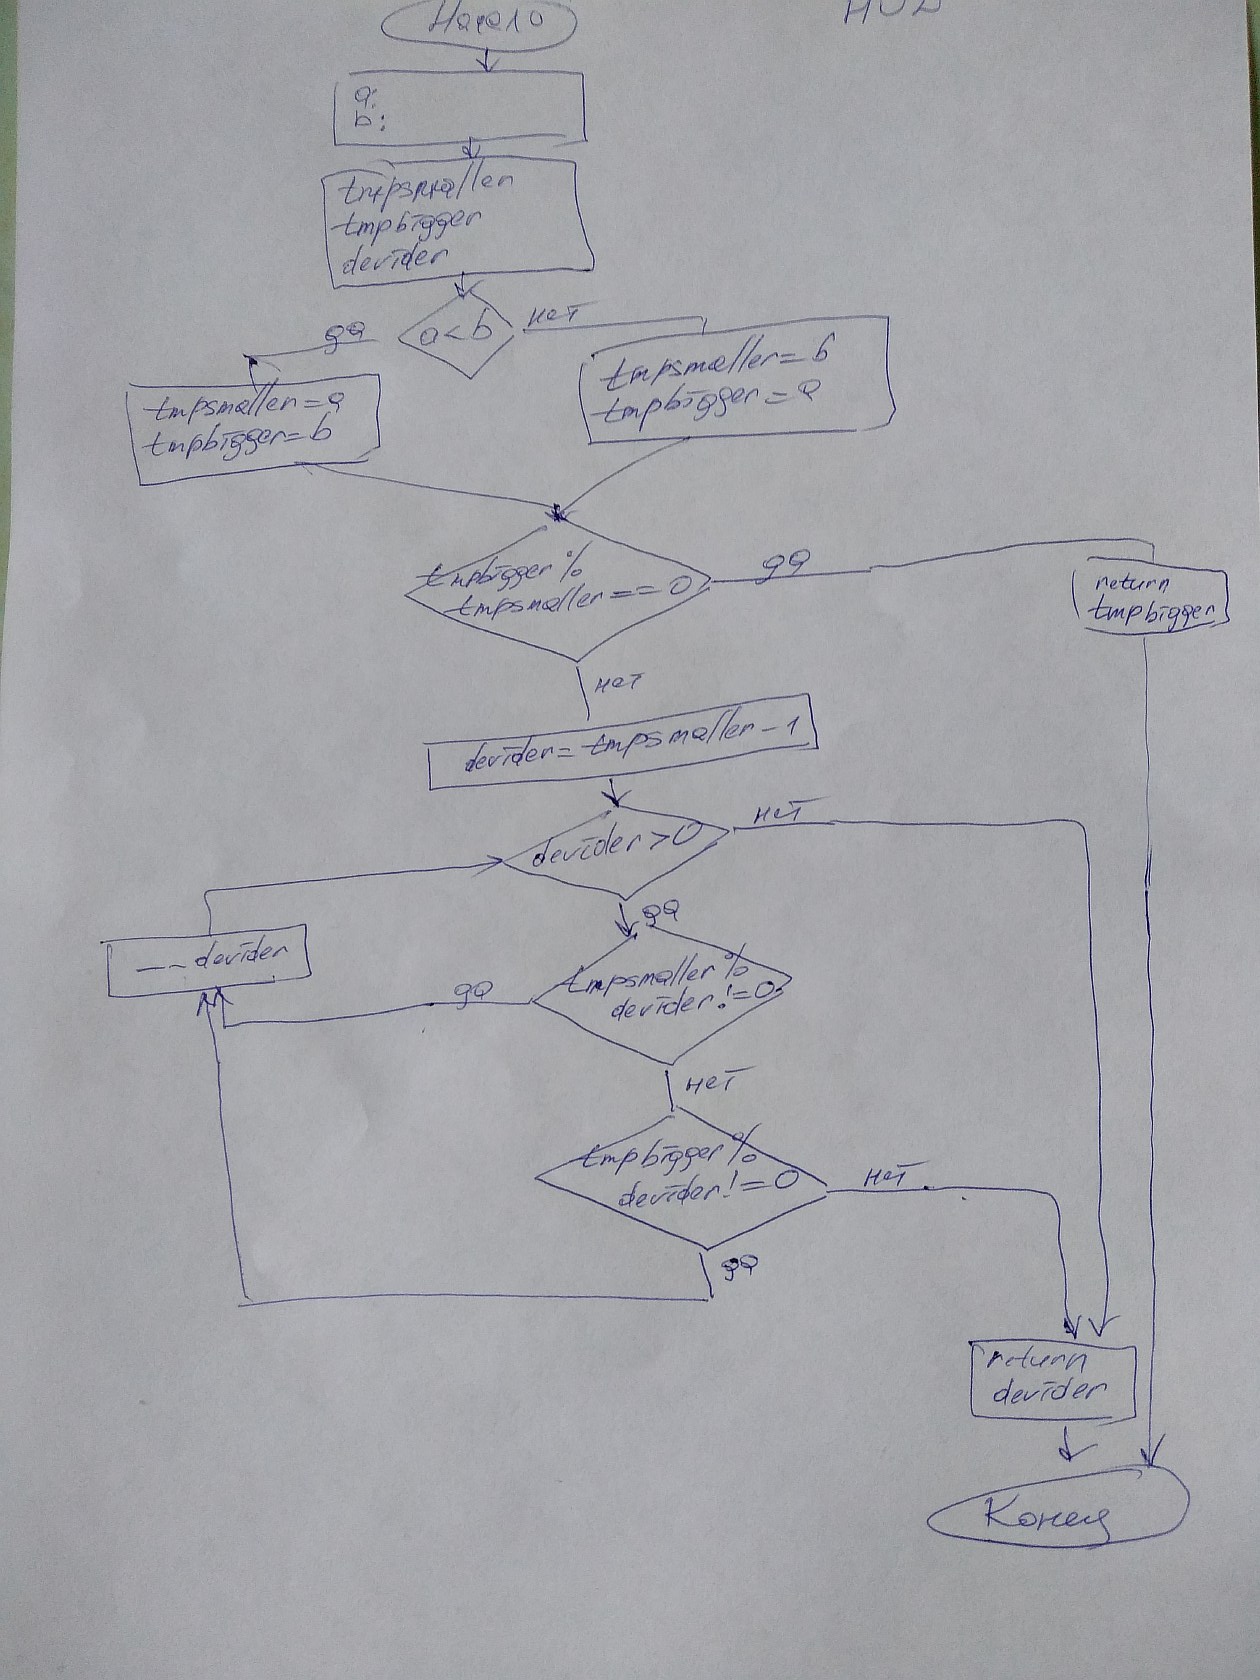 НОД
Начало
a;
b;
tmpsmaller
tmpbigger
devider
a<b
да
нет
tmpsmaller=a
tmpbigger=b
tmpsmaller=b
tmpbigger=a
tmpbigger%
tmpsmaller==0
да
return
tmpbigger
нет
devider=tmpsmaller-1
devider>0
нет
да
--devider
tmpsmaller%
devider!=0
да
нет
tmpbigger%
devider!=0
нет
да
return
devider
Конец